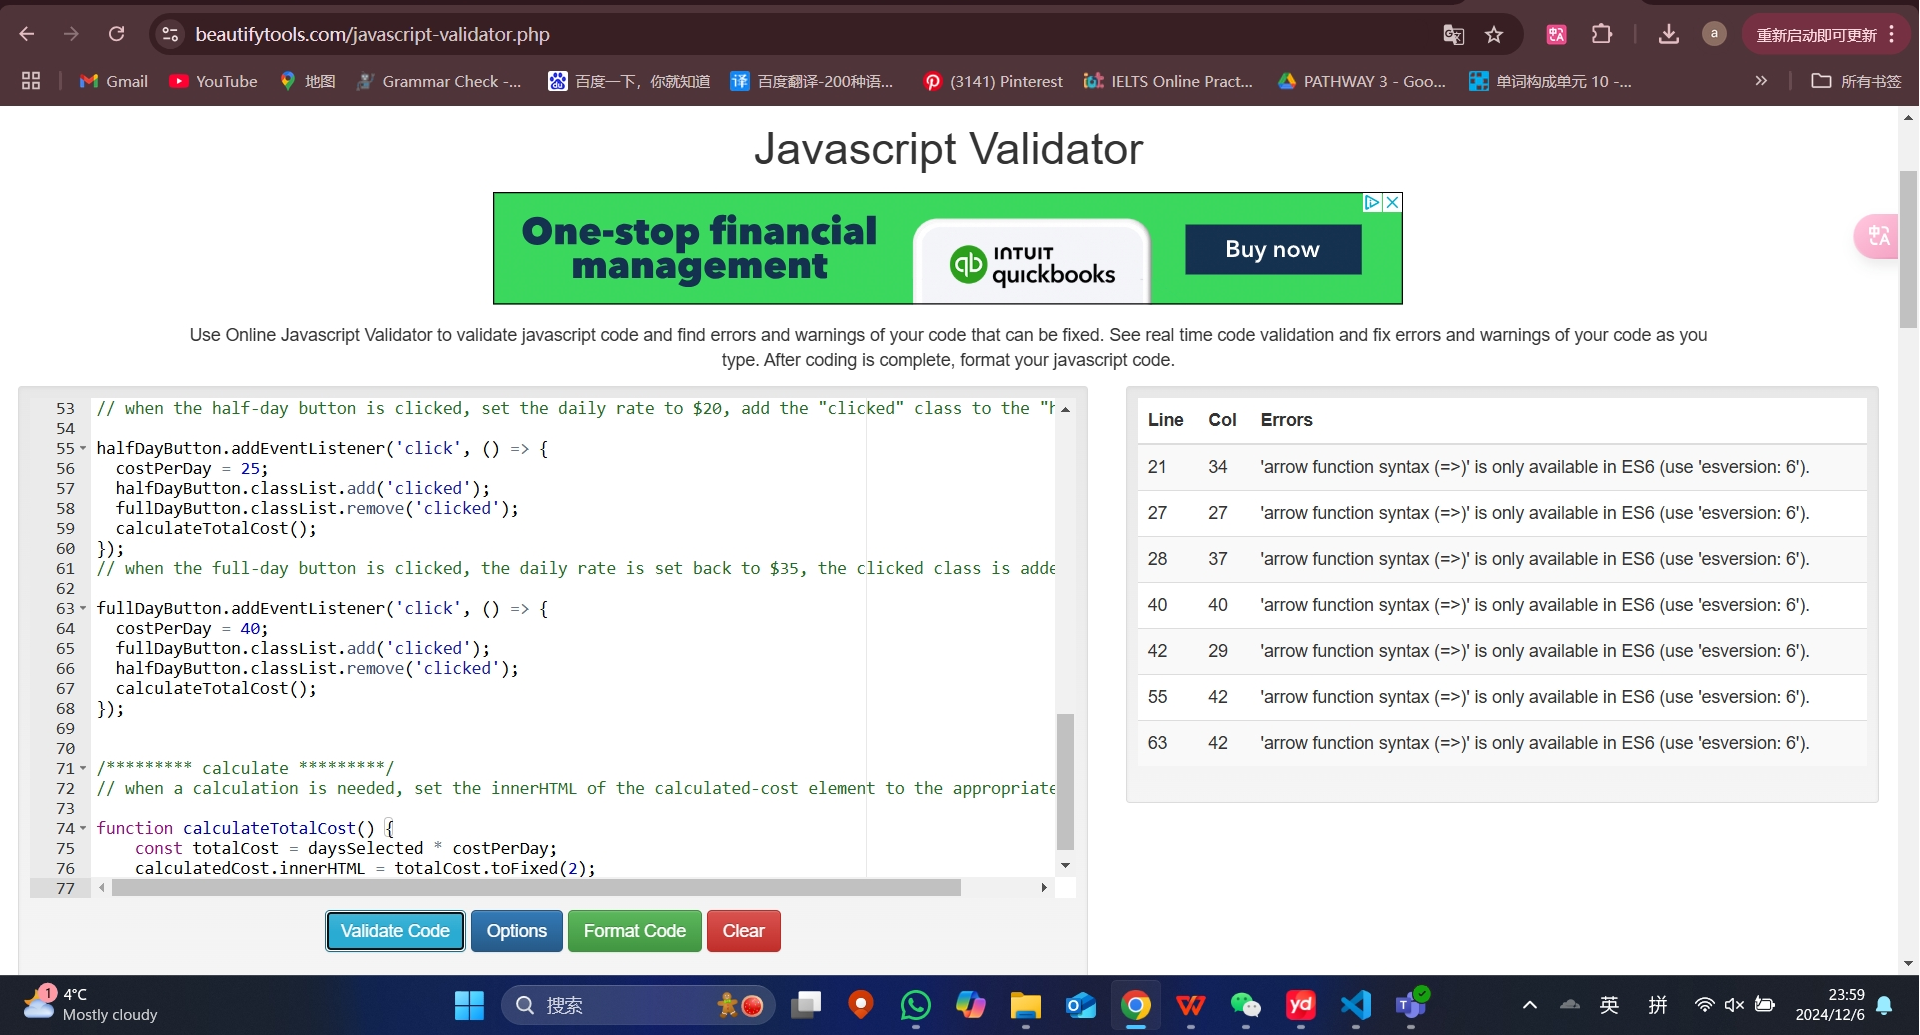 beautifytools.com/javascript-validator.php
a
重新启动即可更新
Gmail
YouTube
地图
Grammar Check -...
百度一下，你就知道
译
百度翻译-200种语...
(3141) Pinterest
IELTS Online Pract...
PATHWAY 3 - Goo...
单词构成单元 10 -...
»
所有书签
Javascript Validator
One-stop financial
management
INTUIT
quickbooks
Buy now
Use Online Javascript Validator to validate javascript code and find errors and warnings of your code that can be fixed. See real time code validation and fix errors and warnings of your code as you
type. After coding is complete, format your javascript code.
53 // when the half-day button is clicked, set the daily rate to $20, add the "clicked" class to the "h
54
55 halfDayButton.addEventListener('click', () => {
56 costPerDay = 25;
57 halfDayButton.classList.add('clicked');
58 fullDayButton.classList.remove('clicked');
59 calculateTotalCost();
60 });
61 // when the full-day button is clicked, the daily rate is set back to $35, the clicked class is adde
62
63 fullDayButton.addEventListener('click', () => {
64 costPerDay = 40;
65 fullDayButton.classList.add('clicked');
66 halfDayButton.classList.remove('clicked');
67 calculateTotalCost();
68 });
69
70
71 /********* calculate *********/
72 // when a calculation is needed, set the innerHTML of the calculated-cost element to the appropriate
73
74 function calculateTotalCost() {
75 const totalCost = daysSelected * costPerDay;
76 calculatedCost.innerHTML = totalCost.toFixed(2);
77
Validate Code
Options
Format Code
Clear
Line Col Errors
21 34 'arrow function syntax (=>)' is only available in ES6 (use 'esversion: 6').
27 27 'arrow function syntax (=>)' is only available in ES6 (use 'esversion: 6').
28 37 'arrow function syntax (=>)' is only available in ES6 (use 'esversion: 6').
40 40 'arrow function syntax (=>)' is only available in ES6 (use 'esversion: 6').
42 29 'arrow function syntax (=>)' is only available in ES6 (use 'esversion: 6').
55 42 'arrow function syntax (=>)' is only available in ES6 (use 'esversion: 6').
63 42 'arrow function syntax (=>)' is only available in ES6 (use 'esversion: 6').
1
4°C
Mostly cloudy
搜索
yd
英
拼
23:59
2024/12/6